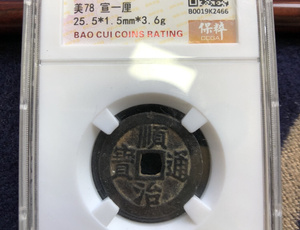 美78 宣一厘
25.5*1.5mm*3.6g
BAO CUI COINS RATING
B0019K2466
保粹
順
寶 通
治